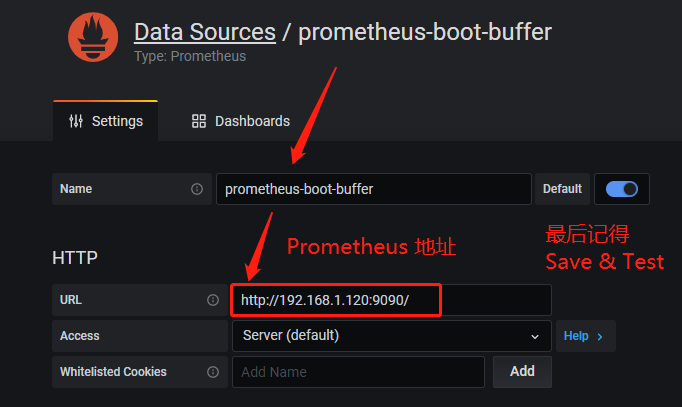 Data Sources / prometheus-boot-buffer
Type: Prometheus
Settings
Dashboards
Name
prometheus-boot-buffer
Default
Prometheus 地址
最后记得
Save & Test
HTTP
URL
http://192.168.1.120:9090/
Access
Server (default)
Help >
Whitelisted Cookies
Add Name
Add